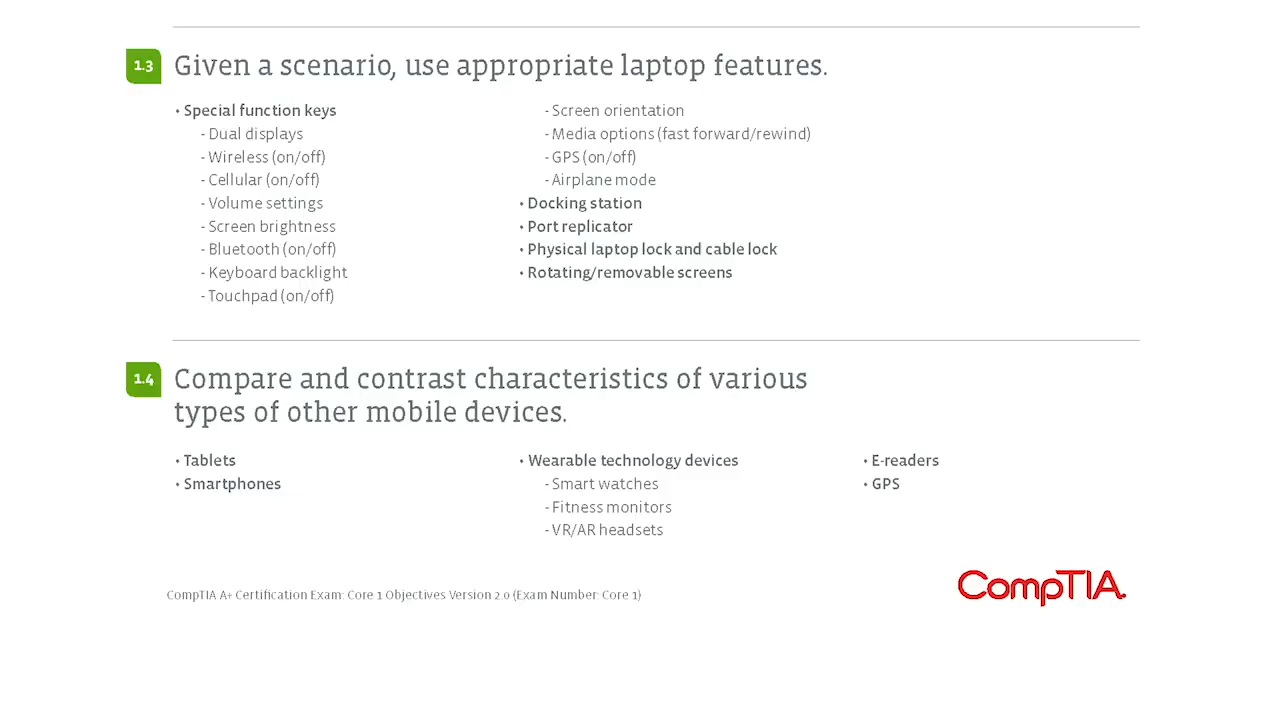 1.3
Given a scenario, use appropriate laptop features.
• Special function keys
- Dual displays
- Wireless (on/off)
- Cellular (on/off)
- Volume settings
- Screen brightness
- Bluetooth (on/off)
- Keyboard backlight
- Touchpad (on/off)
- Screen orientation
- Media options (fast forward/rewind)
- GPS (on/off)
- Airplane mode
• Docking station
• Port replicator
• Physical laptop lock and cable lock
• Rotating/removable screens
1.4
Compare and contrast characteristics of various
types of other mobile devices.
• Tablets
• Smartphones
• Wearable technology devices
- Smart watches
- Fitness monitors
- VR/AR headsets
• E-readers
• GPS
CompTIA A+ Certification Exam: Core 1 Objectives Version 2.0 (Exam Number: Core 1)
CompTIA.